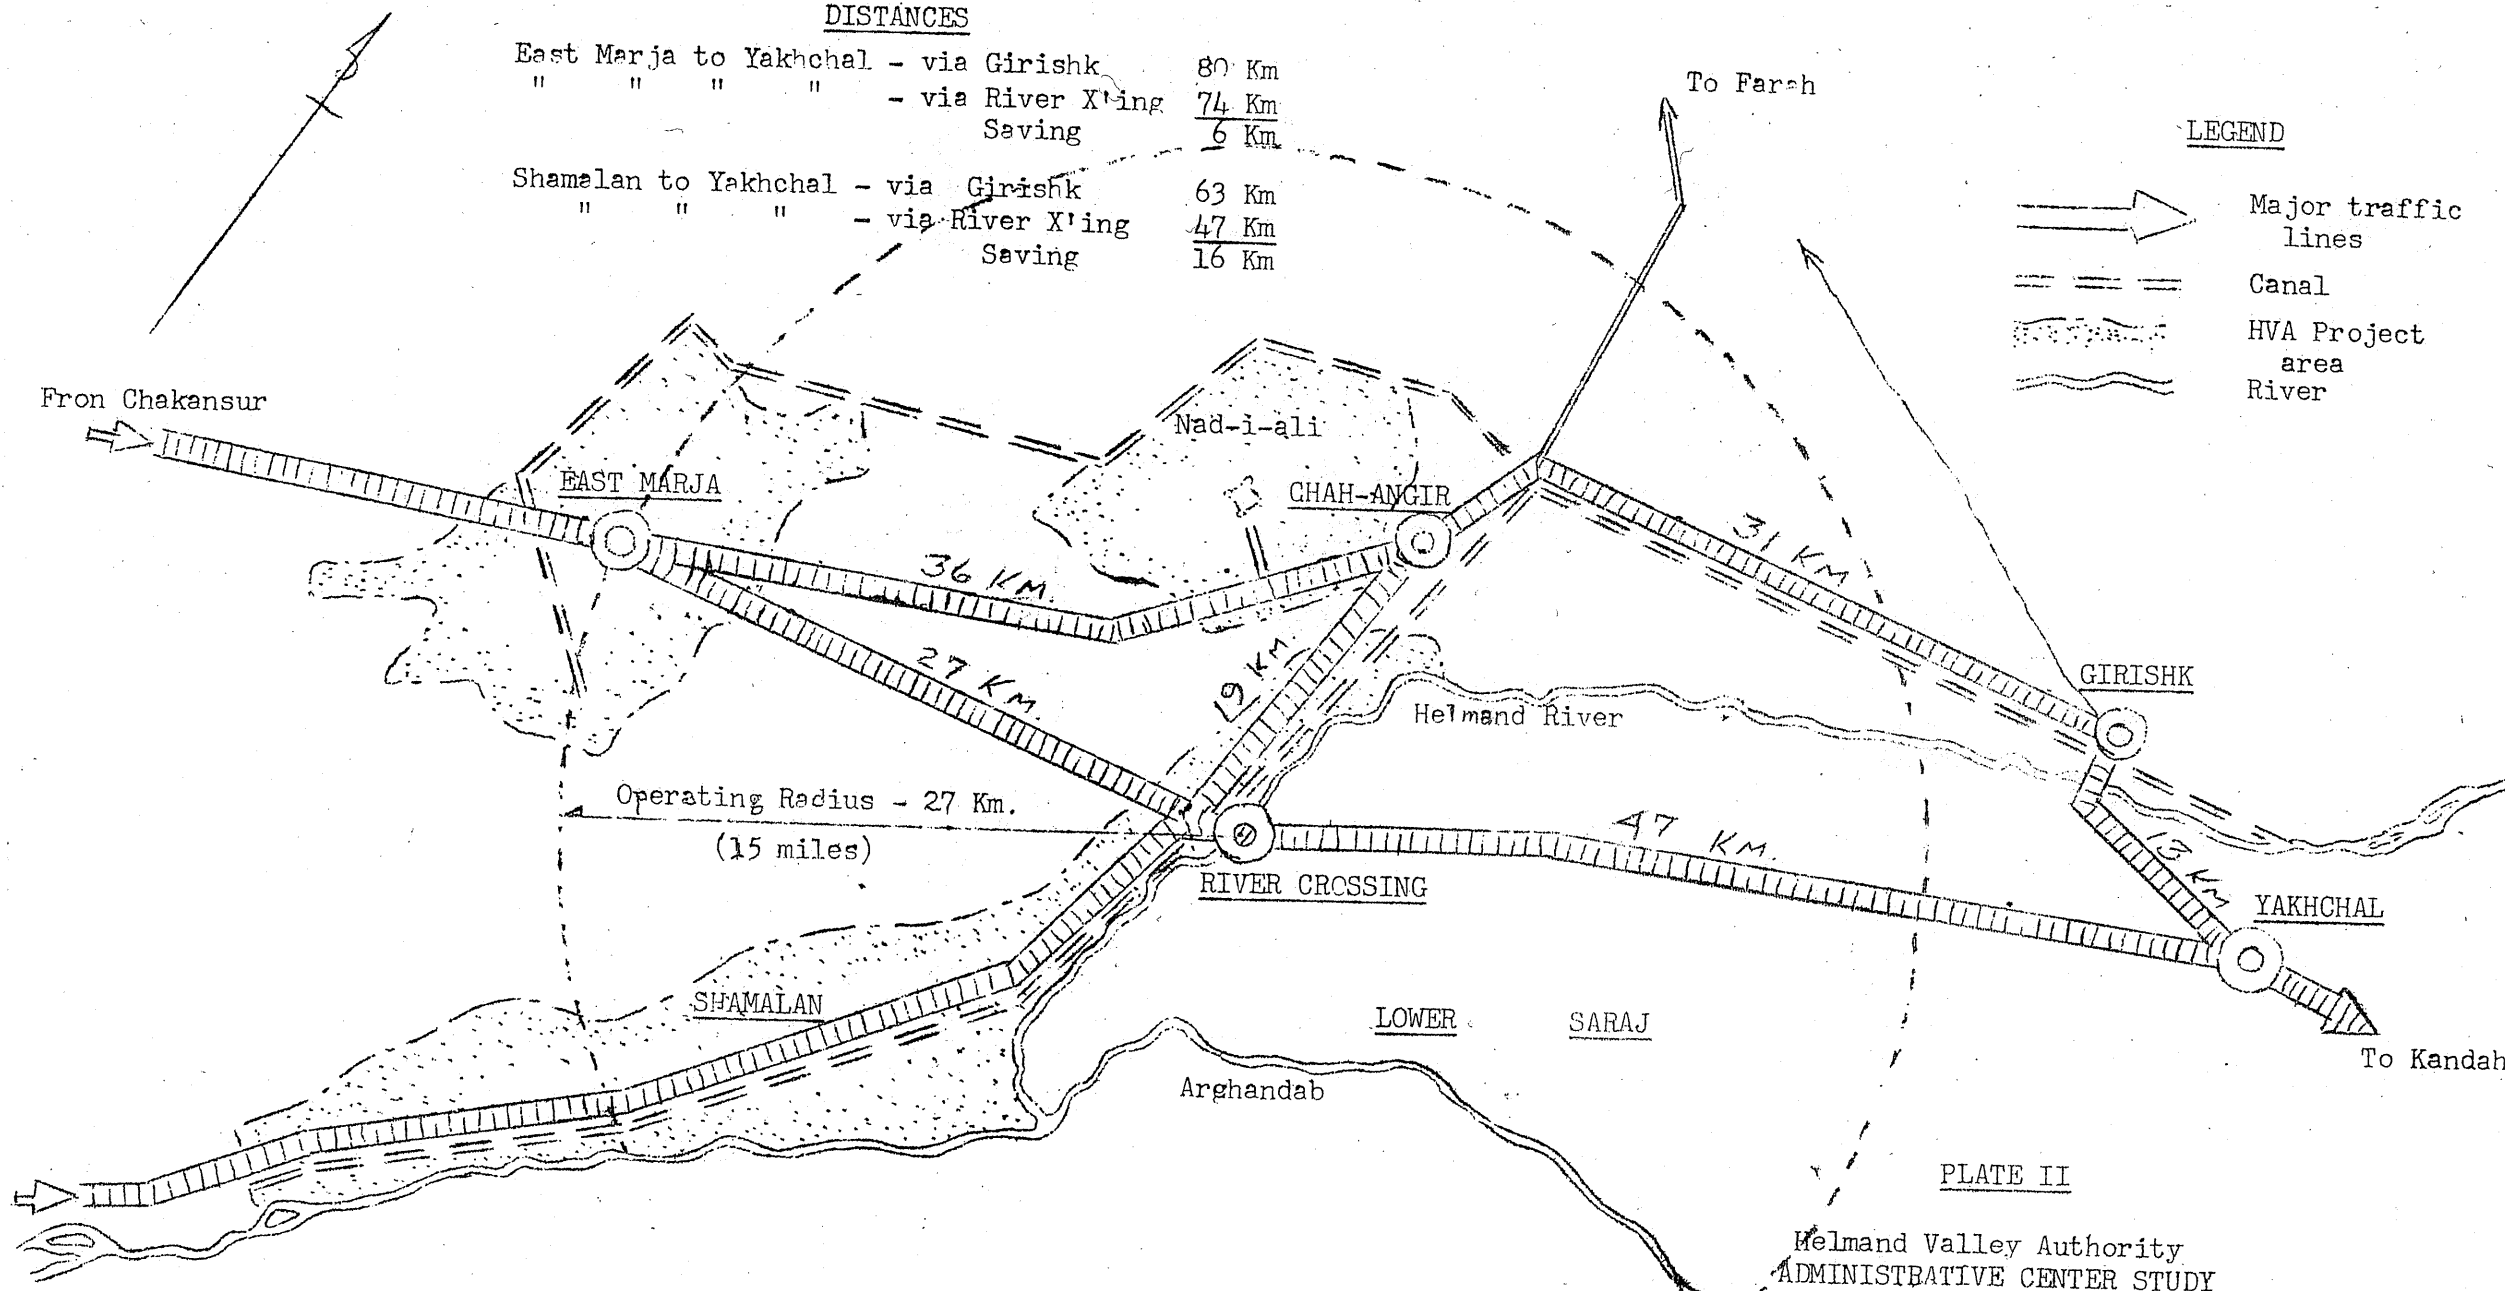 DISTANCES
East Marja to Yakhchal - via Girishk 80 Km
" " " " - via River X'ing 74 Km
Saving 6 Km
Shamalan to Yakhchal - via Girishk 63 Km
" " " - via River X'ing 47 Km
Saving 16 Km
To Farah
LEGEND
Major traffic
lines
Canal
HVA Project
area
River
Fron Chakansur
Nad-i-ali
EAST MARJA
CHAH-ANGIR
36 KM.
31 KM
27 KM.
19 KM
GIRISHK
Helmand River
Operating Radius - 27 Km.
(15 miles)
47 KM.
13 KM
RIVER CROSSING
YAKHCHAL
SHAMALAN
LOWER SARAJ
To Kandah
Arghandab
PLATE II
Helmand Valley Authority
ADMINISTRATIVE CENTER STUDY